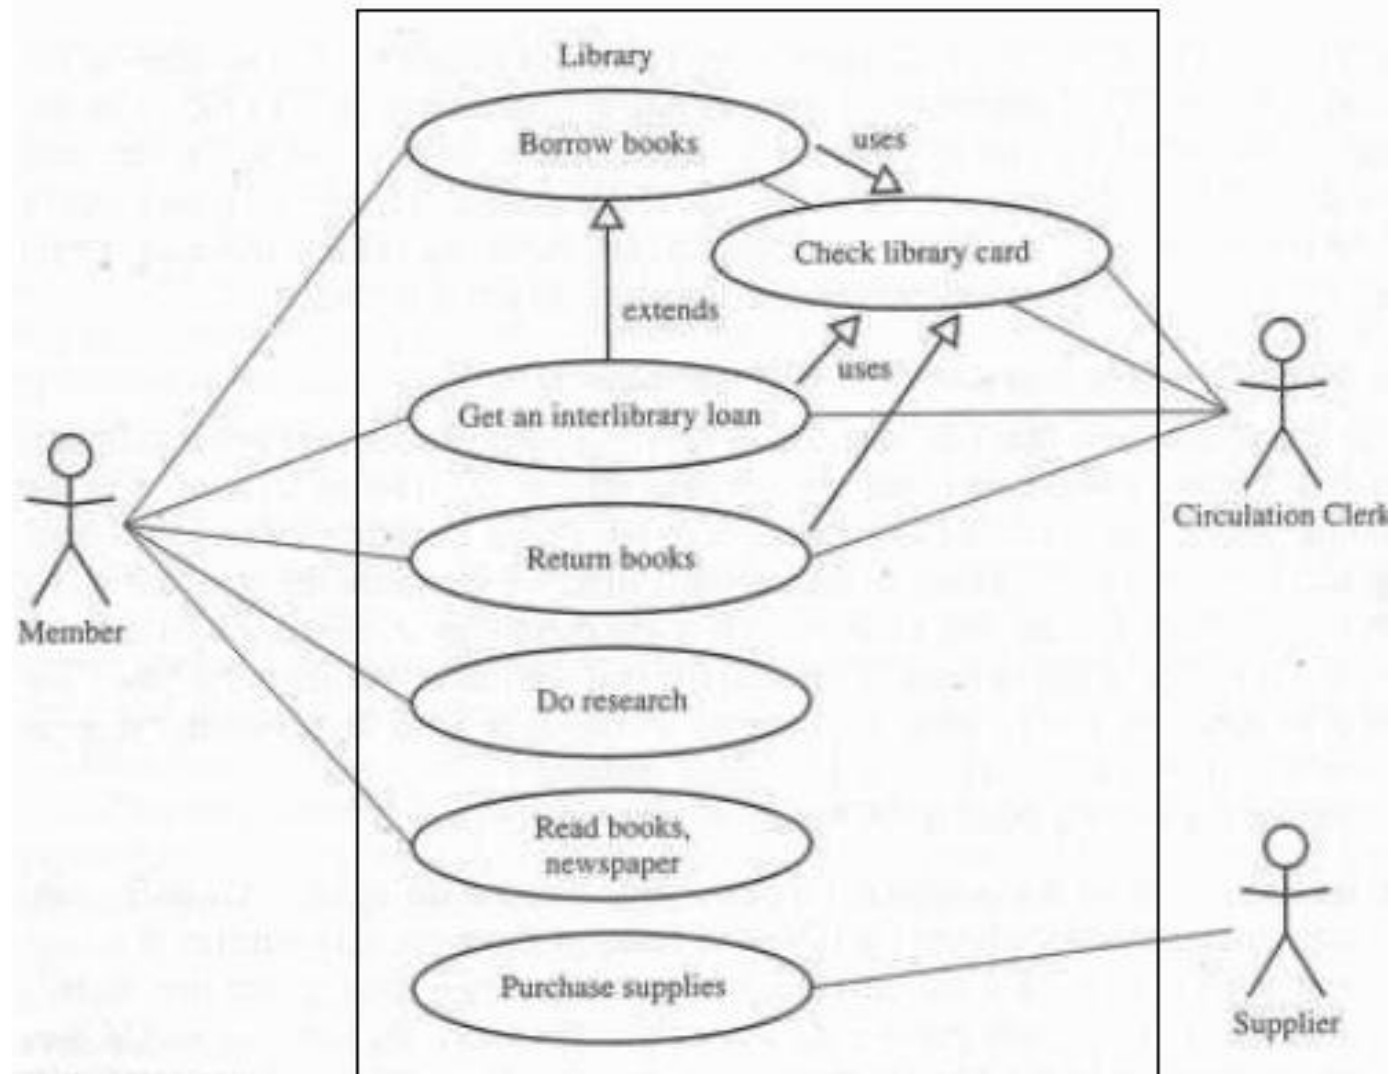 Library
Borrow books
uses
Check library card
extends
uses
Get an interlibrary loan
Circulation Clerk
Return books
Member
Do research
Read books,
newspaper
Purchase supplies
Supplier